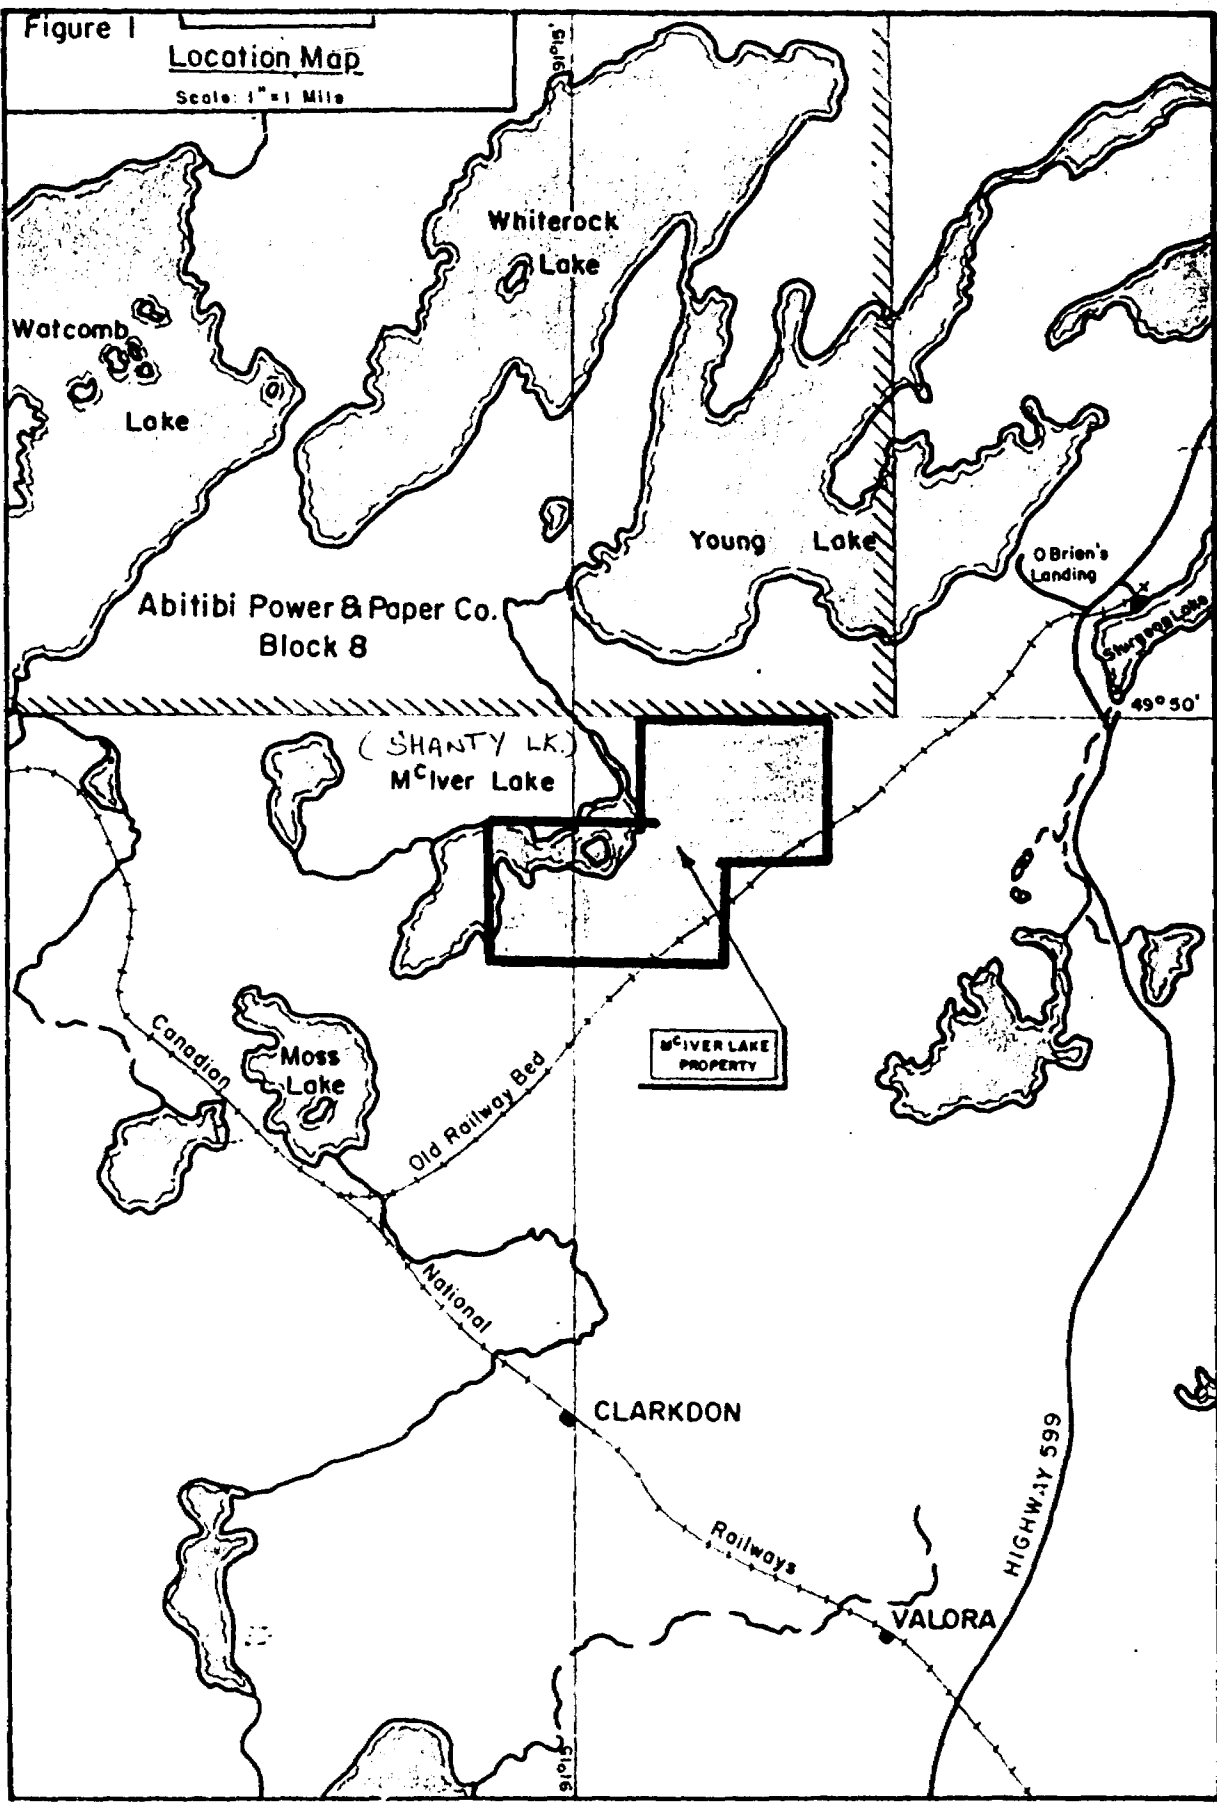 Figure 1
Location Map
Scale: 1" = 1 Mile
91°15'
Whiterock
Lake
Watcomb
Lake
Young Lake
O'Brien's
Landing
Sturgeon Lake
Abitibi Power & Paper Co.
Block 8
49° 50'
(SHANTY LK.)
McIver Lake
McIVER LAKE
PROPERTY
Canadian
Moss
Lake
Old Railway Bed
National
CLARKDON
HIGHWAY 599
Railways
VALORA
91°15'